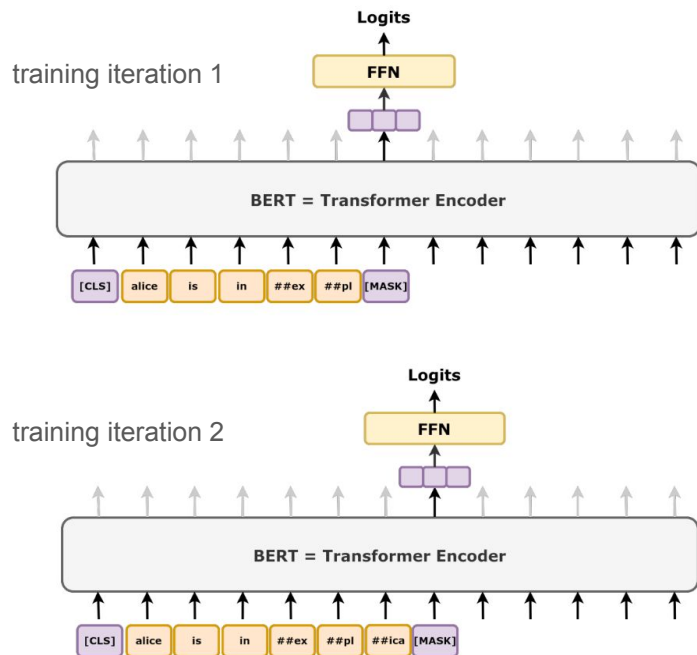 Logits
training iteration 1
FFN
BERT = Transformer Encoder
[CLS] alice is in ##ex ##pl [MASK]
Logits
training iteration 2
FFN
BERT = Transformer Encoder
[CLS] alice is in ##ex ##pl ##ica [MASK]